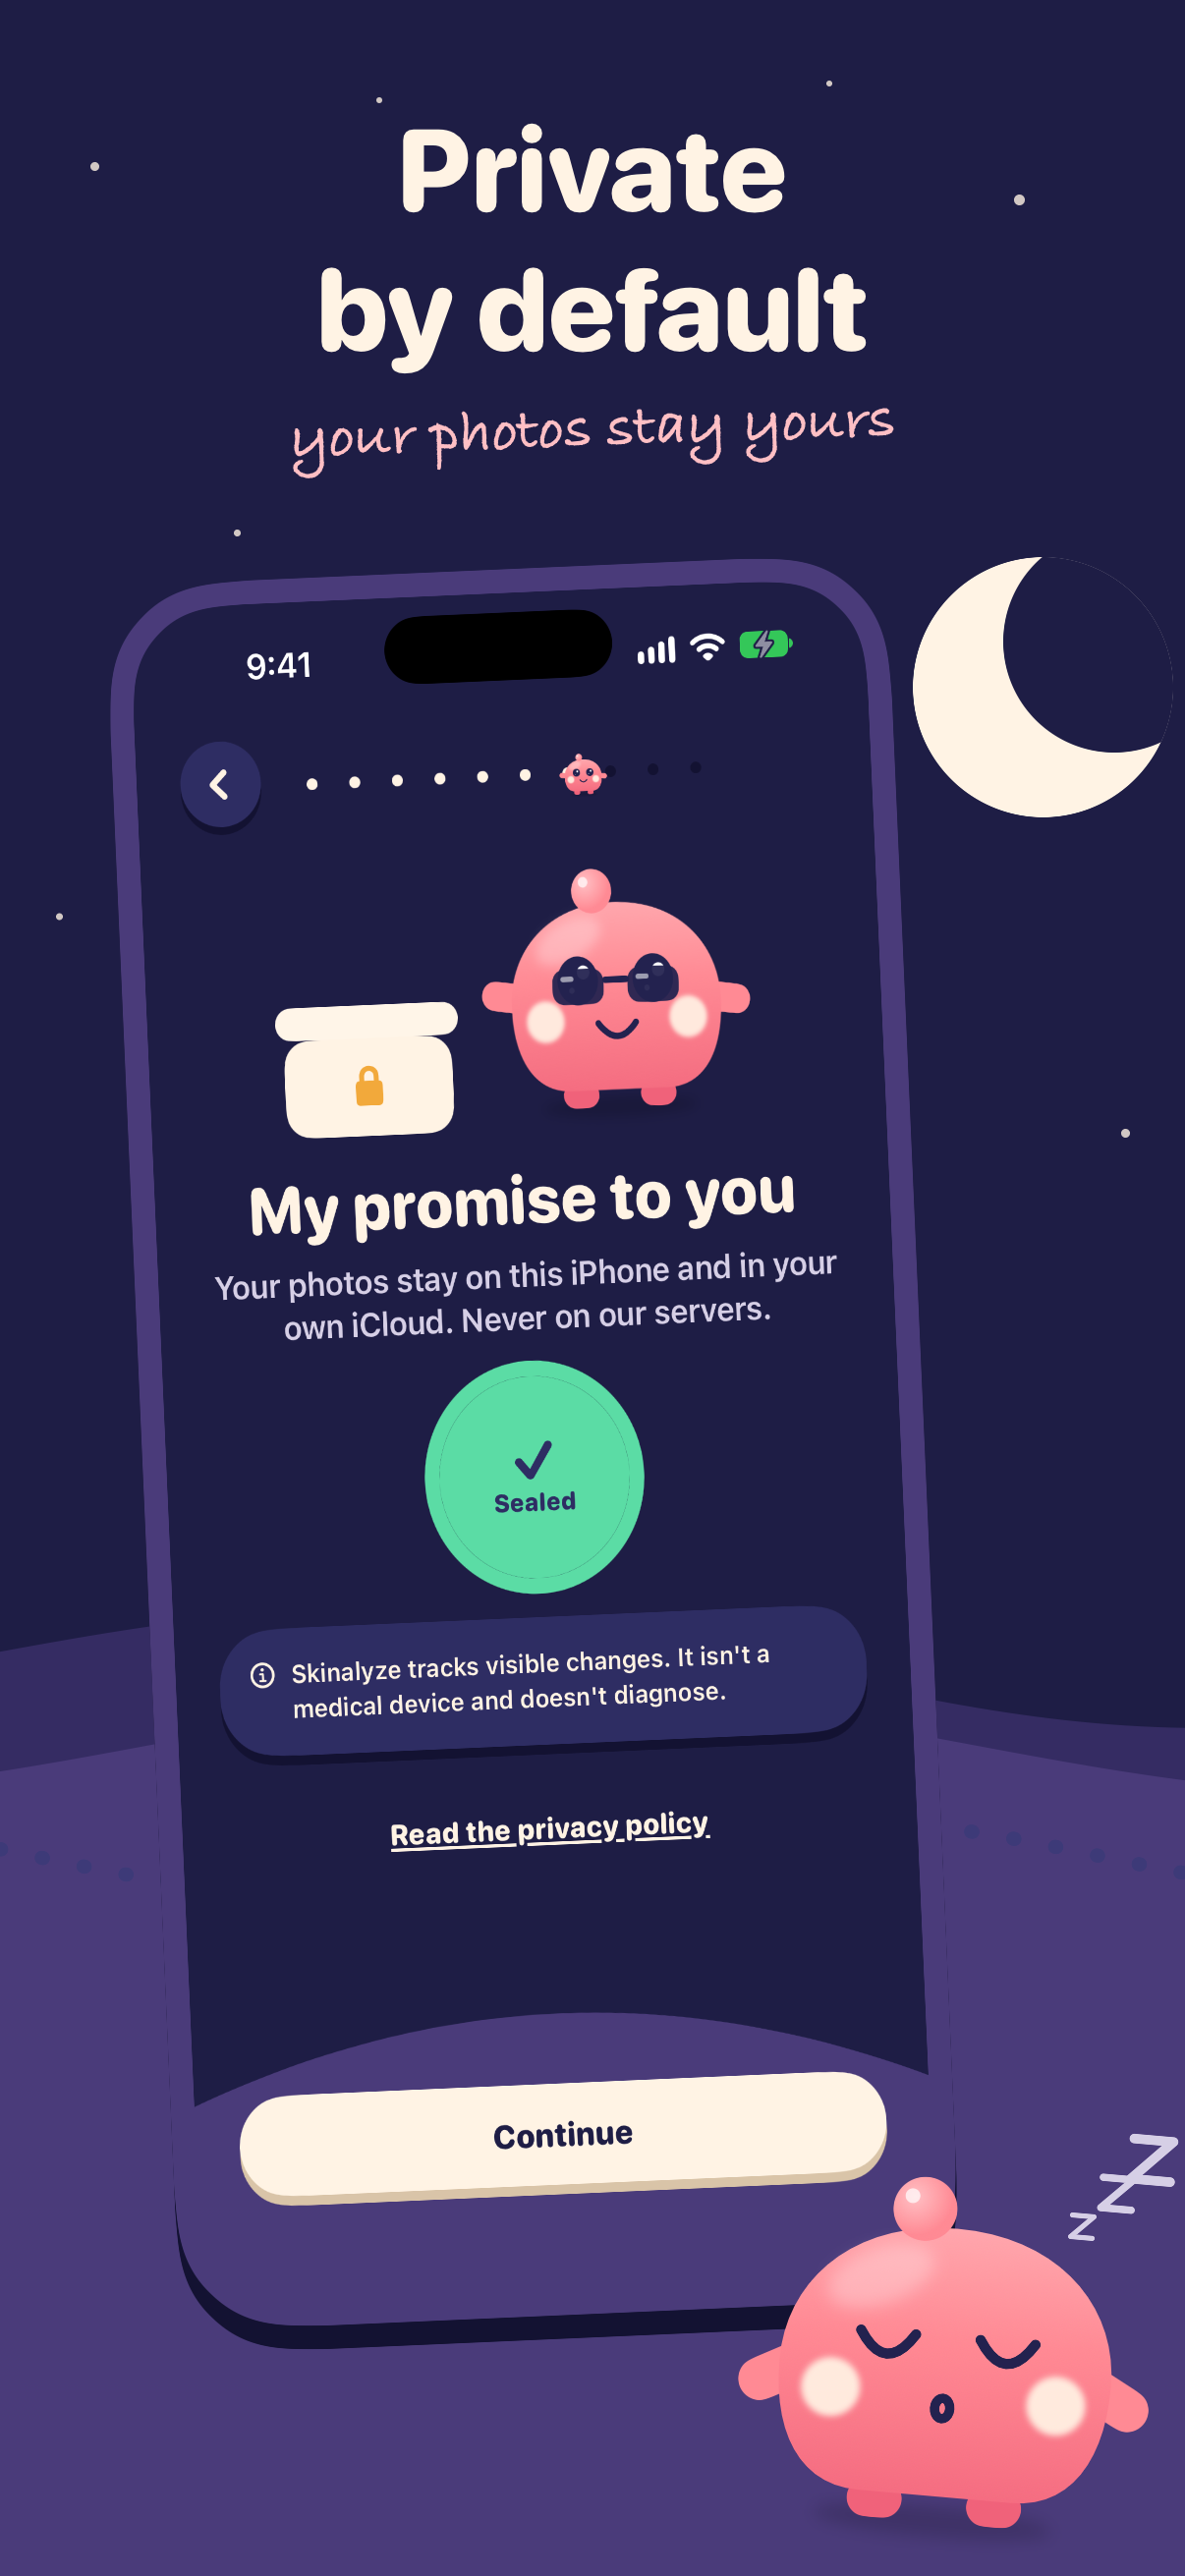 Private
by default
your photos stay yours
9:41
My promise to you
Your photos stay on this iPhone and in your
own iCloud. Never on our servers.
Sealed
Skinalyze tracks visible changes. It isn't a
medical device and doesn't diagnose.
Read the privacy policy
Continue
Z
z